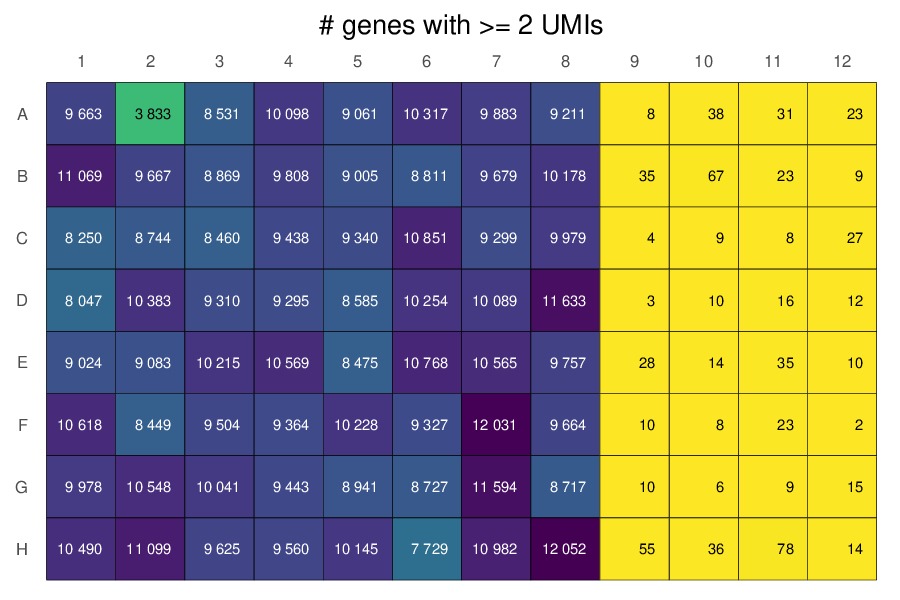 # genes with >= 2 UMIs
1 2 3 4 5 6 7 8 9 10 11 12
A 9 663 3 833 8 531 10 098 9 061 10 317 9 883 9 211 8 38 31 23
B 11 069 9 667 8 869 9 808 9 005 8 811 9 679 10 178 35 67 23 9
C 8 250 8 744 8 460 9 438 9 340 10 851 9 299 9 979 4 9 8 27
D 8 047 10 383 9 310 9 295 8 585 10 254 10 089 11 633 3 10 16 12
E 9 024 9 083 10 215 10 569 8 475 10 768 10 565 9 757 28 14 35 10
F 10 618 8 449 9 504 9 364 10 228 9 327 12 031 9 664 10 8 23 2
G 9 978 10 548 10 041 9 443 8 941 8 727 11 594 8 717 10 6 9 15
H 10 490 11 099 9 625 9 560 10 145 7 729 10 982 12 052 55 36 78 14